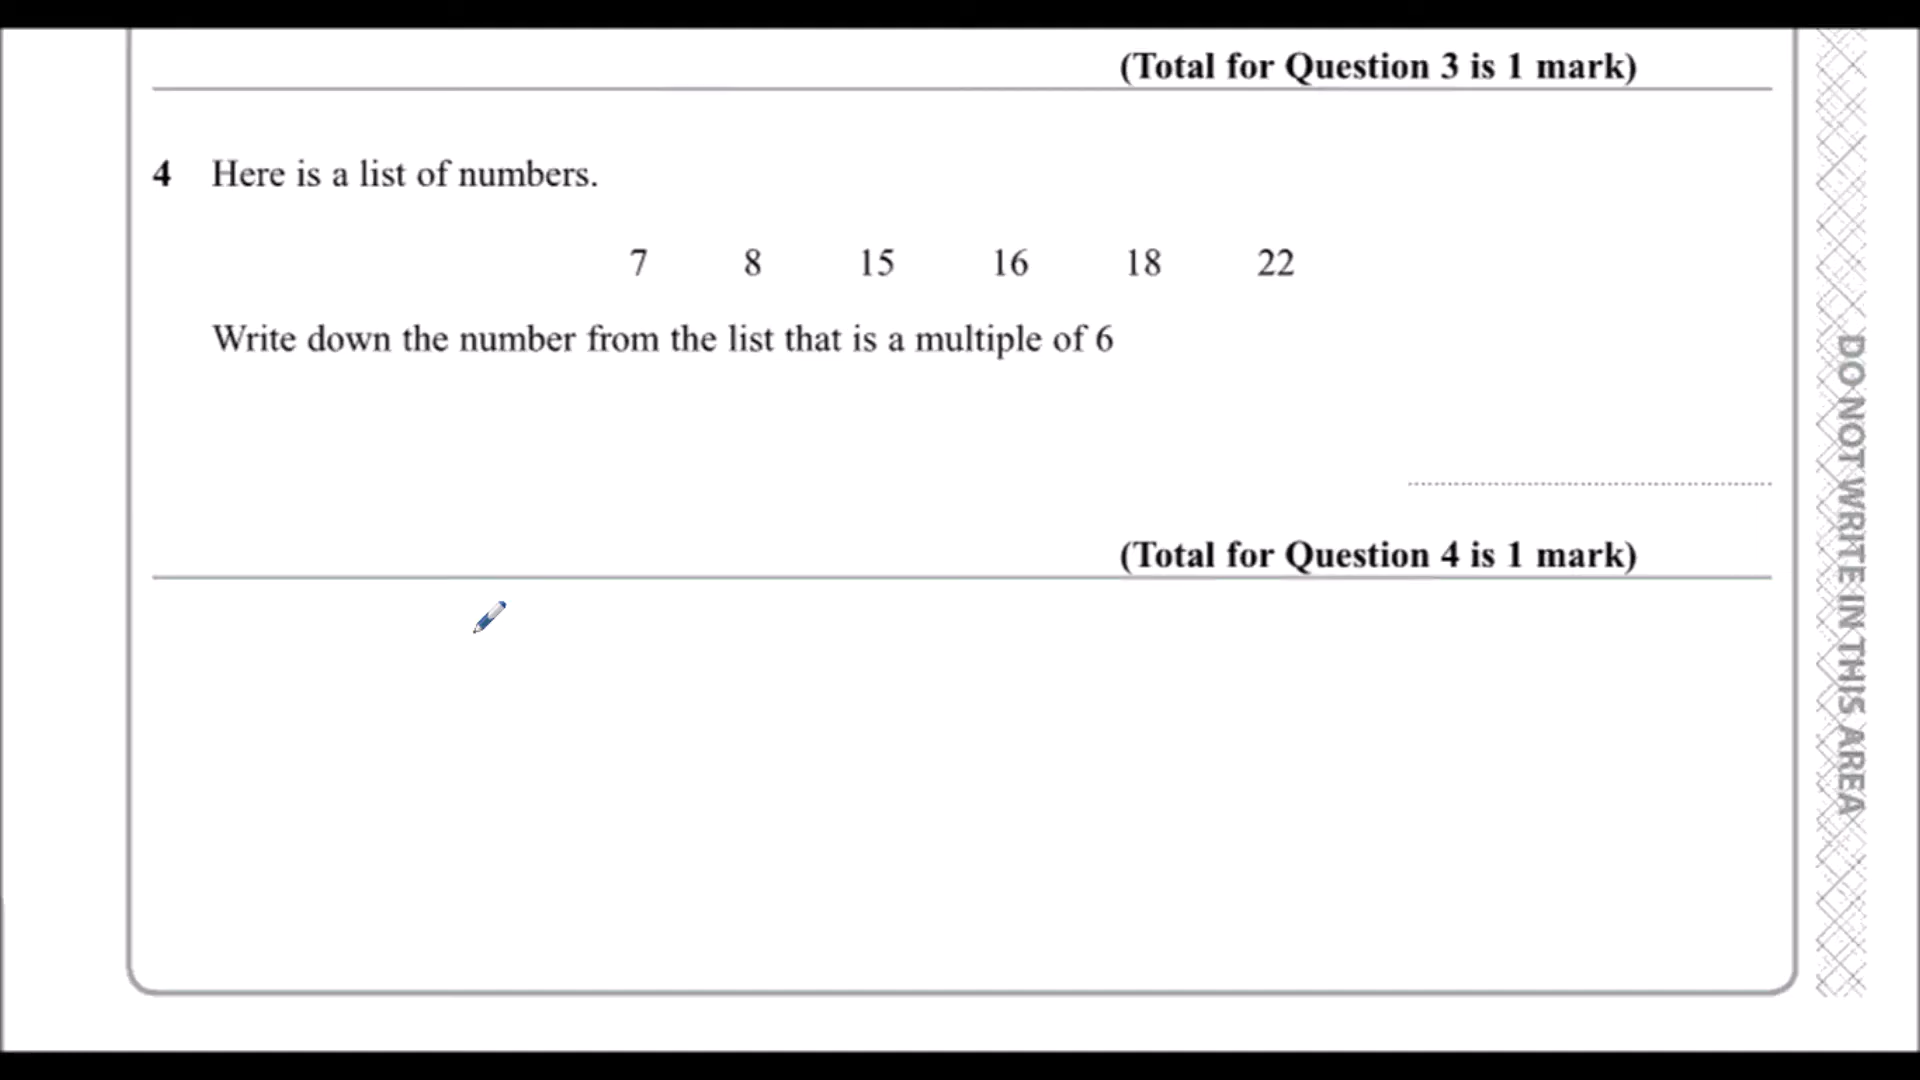 (Total for Question 3 is 1 mark)
4 Here is a list of numbers.
7 8 15 16 18 22
Write down the number from the list that is a multiple of 6
(Total for Question 4 is 1 mark)
DO NOT WRITE IN THIS AREA